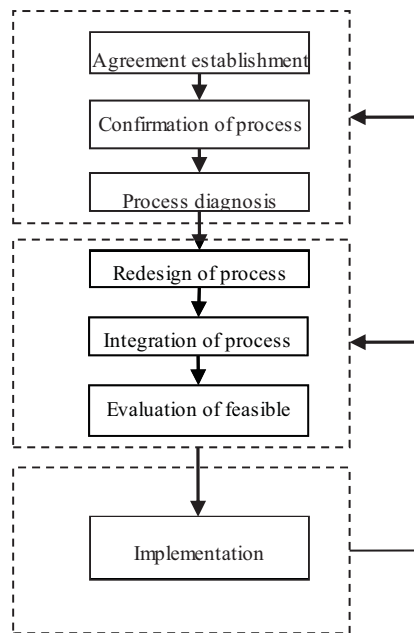 Agreement establishment
Confirmation of process
Process diagnosis
Redesign of process
Integration of process
Evaluation of feasible
Implementation